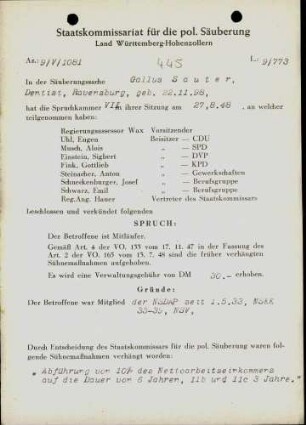 Staatskommissariat für die pol. Säuberung
Land Württemberg-Hohenzollern
Az.: 9/V/1081 445 L: 9/773
In der Säuberungssache Gallus Sauter,
Dentist, Ravensburg, geb. 22.11.98,
hat die Spruchkammer VII in ihrer Sitzung am 27.8.48, an welcher
teilgenommen haben:
Regierungsassessor Wax Vorsitzender
Uhl, Eugen Beisitzer — CDU
Musch, Alois „ — SPD
Einstein, Sigbert „ — DVP
Fink, Gottlieb „ — KPD
Steinacher, Anton „ — Gewerkschaften
Schneckenburger, Josef „ — Berufsgruppe
Schwarz, Emil „ — Berufsgruppe
Reg.Ang. Hauer Vertreter des Staatskommissars
beschlossen und verkündet folgenden
SPRUCH:
Der Betroffene ist Mitläufer.
Gemäß Art. 4 der VO. 133 vom 17. 11. 47 in der Fassung des
Art. 2 der VO. 165 vom 13. 7. 48 sind die früher verhängten
Sühnemaßnahmen aufgehoben.
Es wird eine Verwaltungsgebühr von DM 30.- erhoben.
Gründe:
Der Betroffene war Mitglied der NSDAP seit 1.5.33, NSKK
33-35, NSV,
Durch Entscheidung des Staatskommissars für die pol. Säuberung waren fol-
gende Sühnemaßnahmen verhängt worden:
" Abführung von 10% des Nettoarbeitseinkommens
auf die Dauer von 6 Jahren, 11b und 11c 3 Jahre."